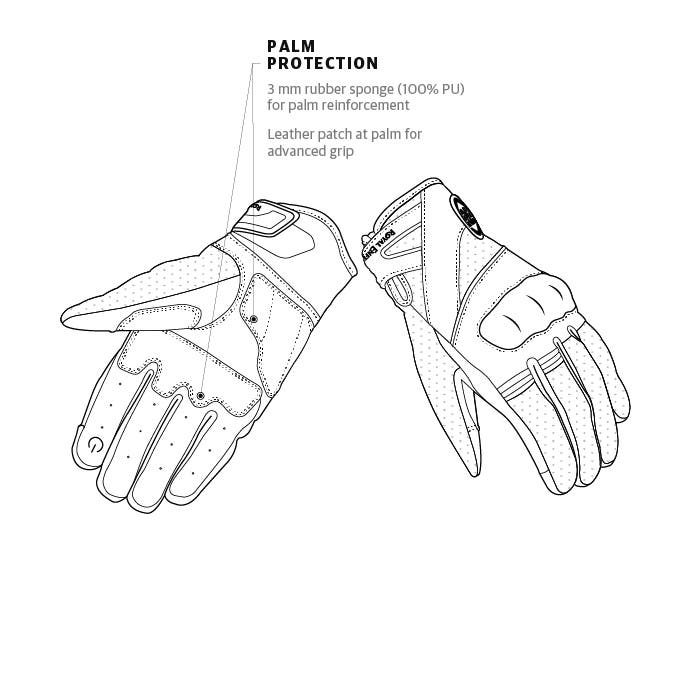 PALM
PROTECTION
3 mm rubber sponge (100% PU)
for palm reinforcement
Leather patch at palm for
advanced grip
ROYAL ENFI